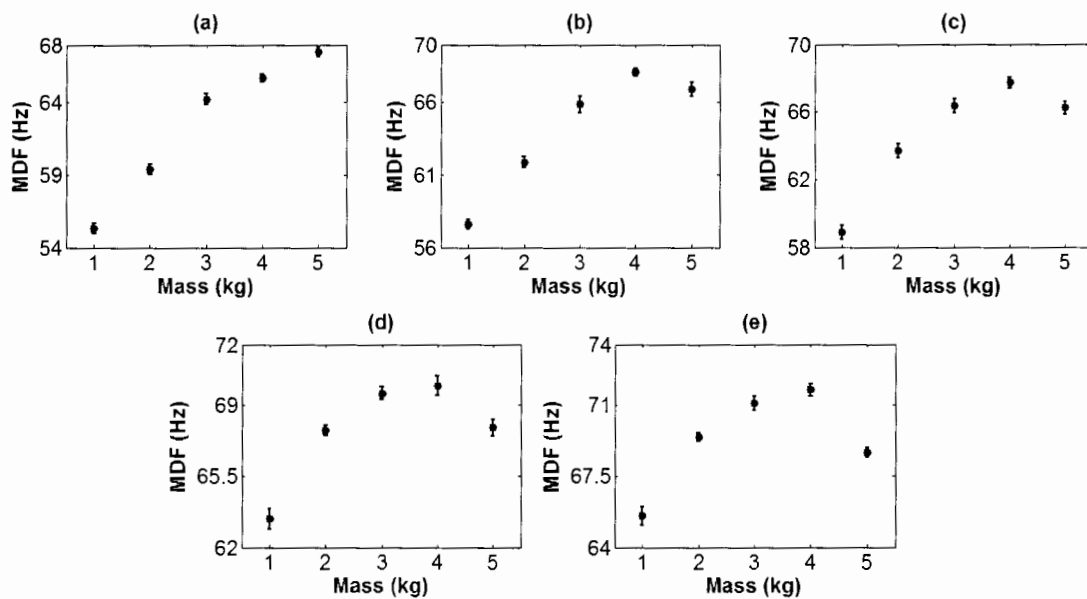 (a)
(b)
(c)
68
64
59
54
MDF (Hz)
1 2 3 4 5
Mass (kg)
70
66
61
56
MDF (Hz)
1 2 3 4 5
Mass (kg)
70
66
62
58
MDF (Hz)
1 2 3 4 5
Mass (kg)
(d)
(e)
72
69
65.5
62
MDF (Hz)
1 2 3 4 5
Mass (kg)
74
71
67.5
64
MDF (Hz)
1 2 3 4 5
Mass (kg)